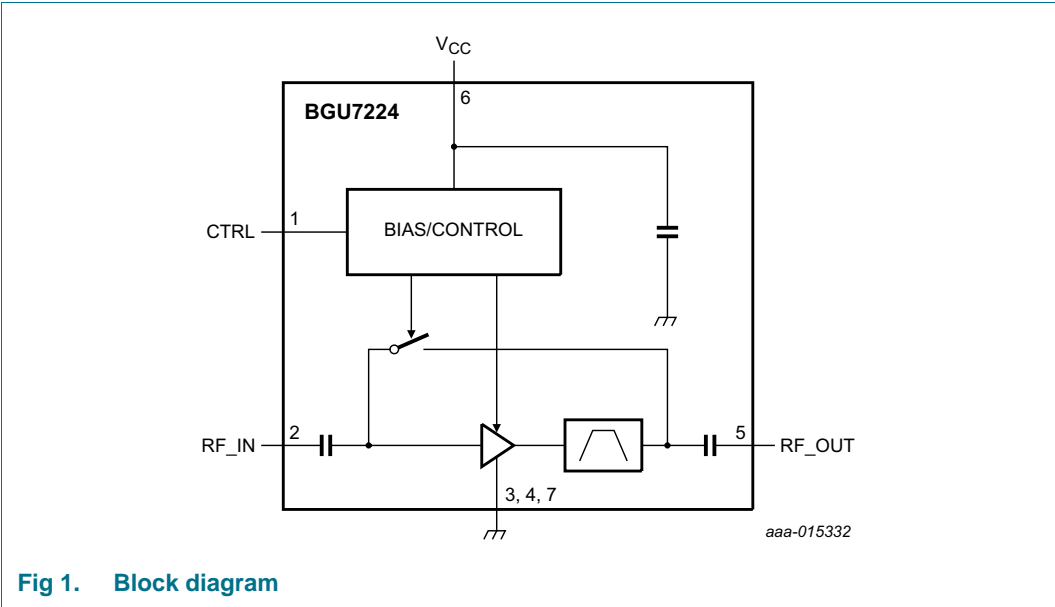 VCC
6
BGU7224
CTRL
1
BIAS/CONTROL
RF_IN
2
5
RF_OUT
3, 4, 7
aaa-015332
Fig 1. Block diagram